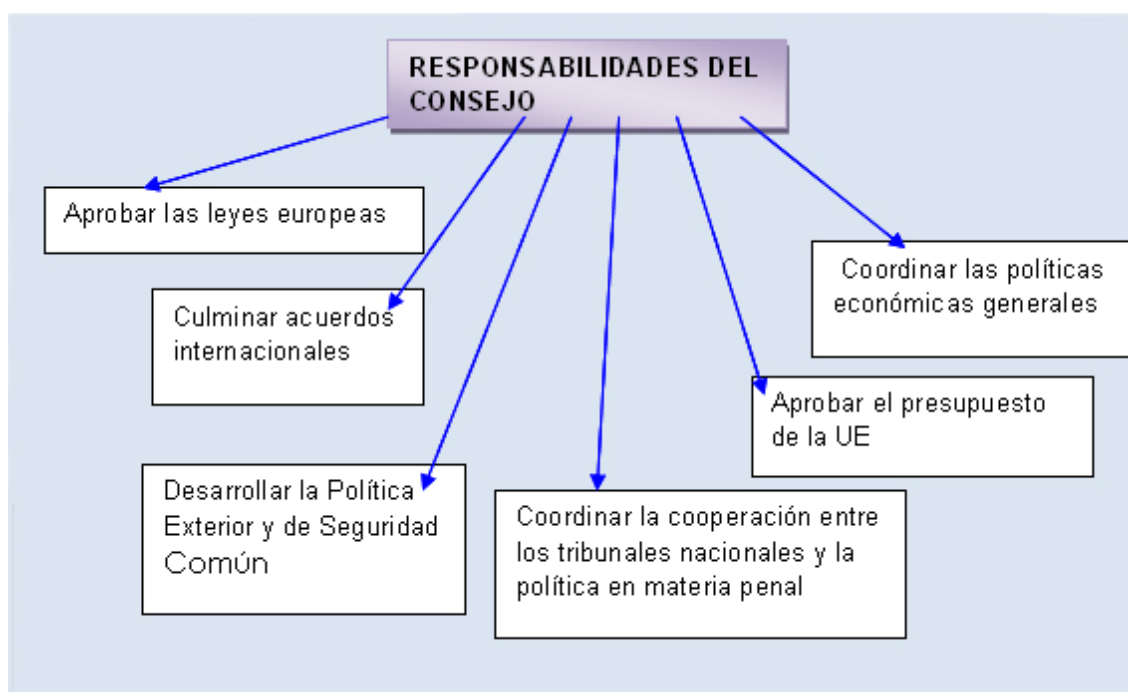 RESPONSABILIDADES DEL
CONSEJO
Aprobar las leyes europeas
Culminar acuerdos
internacionales
Desarrollar la Política
Exterior y de Seguridad
Común
Coordinar la cooperación entre
los tribunales nacionales y la
política en materia penal
Aprobar el presupuesto
de la UE
Coordinar las políticas
económicas generales